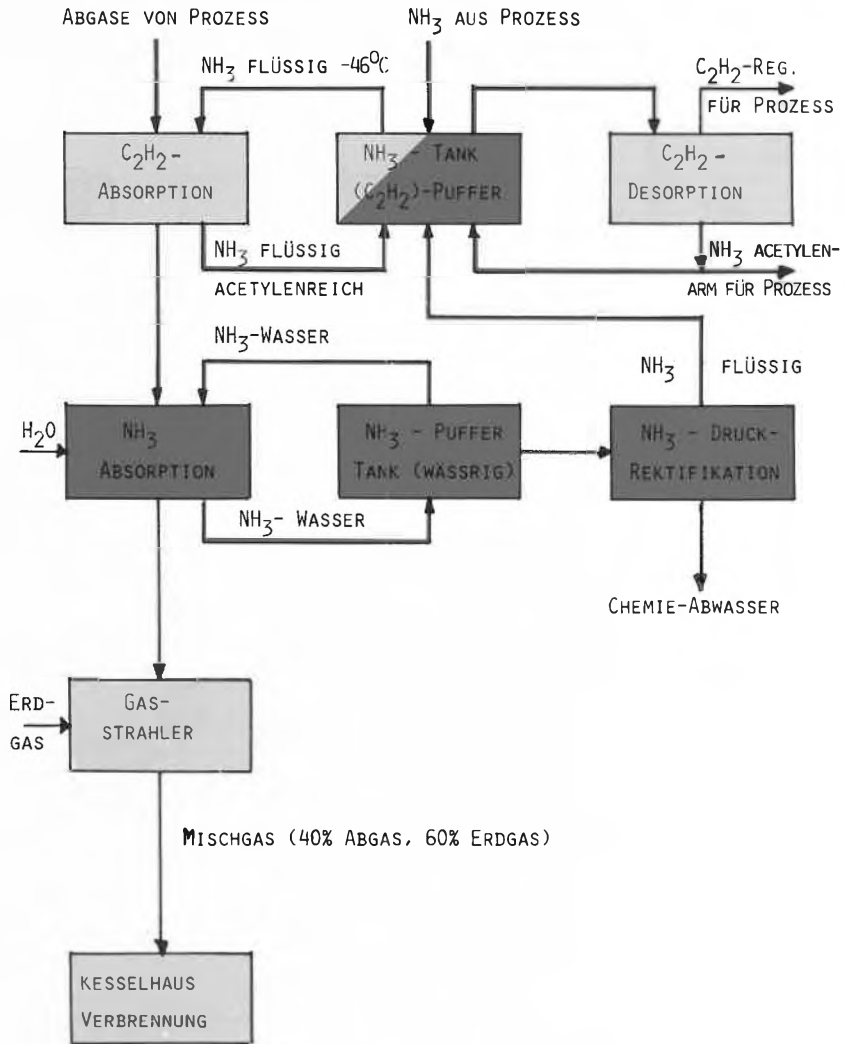 ABGASE VON PROZESS
NH3 AUS PROZESS
NH3 FLÜSSIG -46°C
C2H2-REG.
FÜR PROZESS
C2H2-
ABSORPTION
NH3 - TANK
(C2H2)-PUFFER
C2H2-
DESORPTION
NH3 FLÜSSIG
ACETYLENREICH
NH3 ACETYLEN-
ARM FÜR PROZESS
NH3-WASSER
NH3 FLÜSSIG
H2O
NH3
ABSORPTION
NH3 - PUFFER
TANK (WÄSSRIG)
NH3 - DRUCK-
REKTIFIKATION
NH3- WASSER
CHEMIE-ABWASSER
ERD-
GAS
GAS-
STRAHLER
MISCHGAS (40% ABGAS, 60% ERDGAS)
KESSELHAUS
VERBRENNUNG